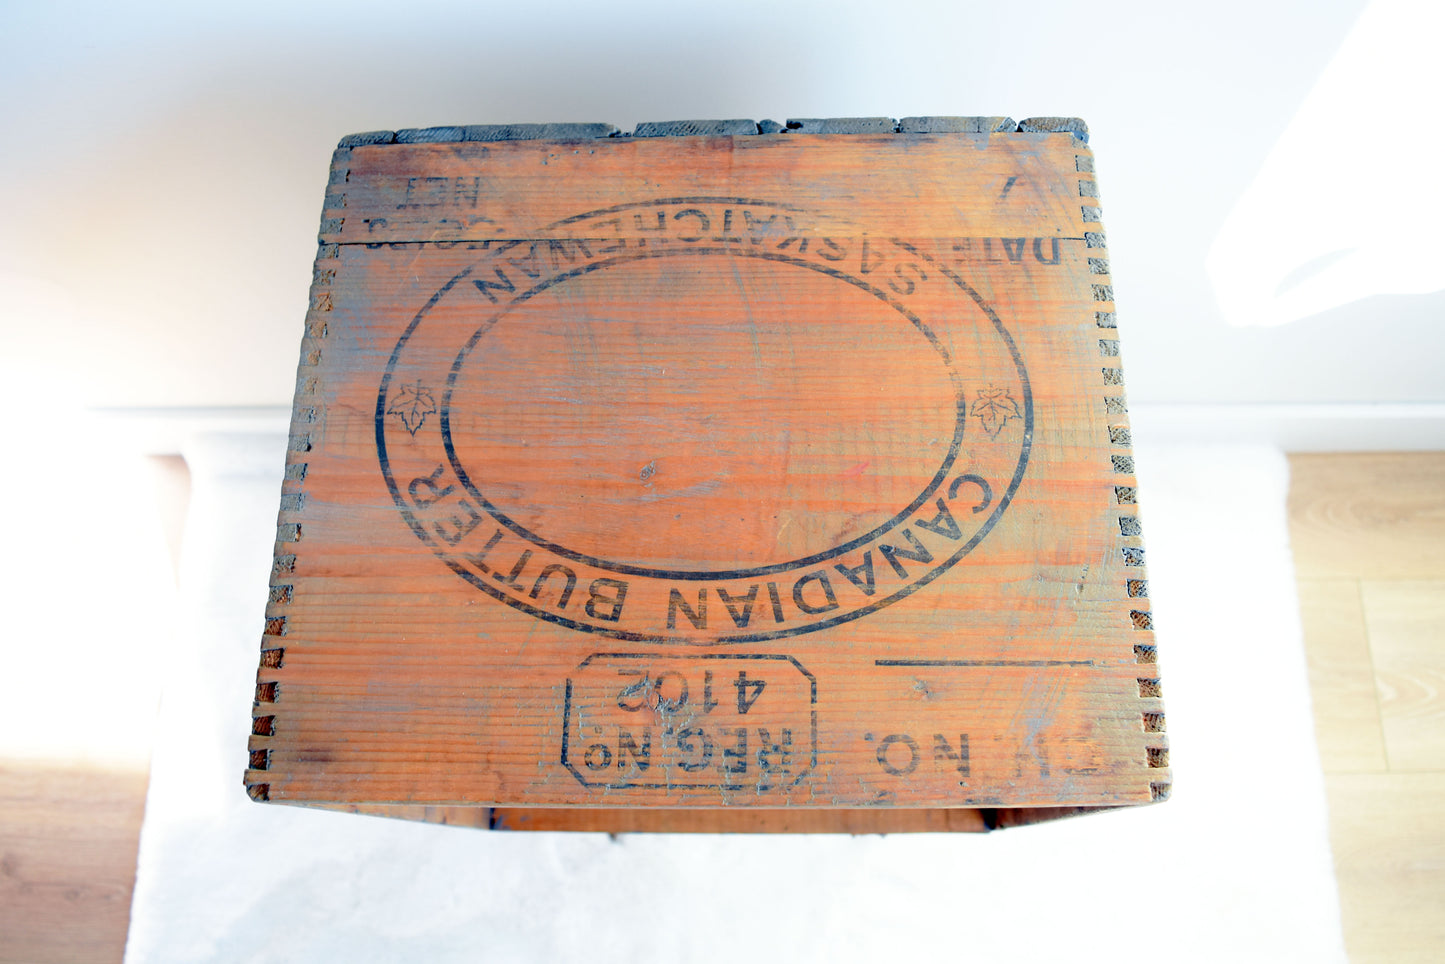 NO.
REG. No.
4102
CANADIAN BUTTER
SASKATCHEWAN
DATE
NET